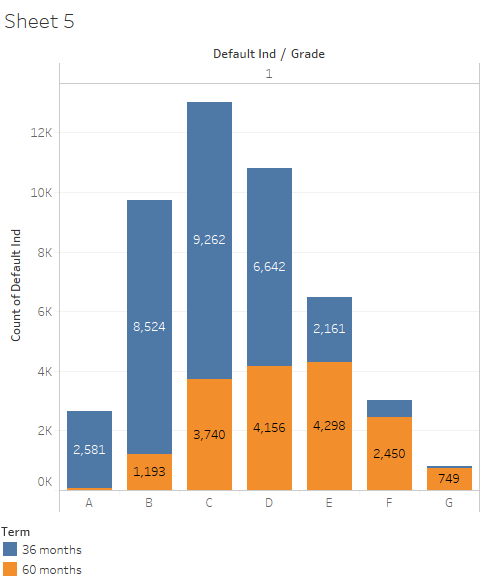 Sheet 5
Default Ind / Grade
1
Count of Default Ind
12K
10K
8K
6K
4K
2K
0K
9,262
6,642
8,524
2,161
2,581
3,740
4,156
4,298
2,450
1,193
749
A B C D E F G
Term
36 months
60 months